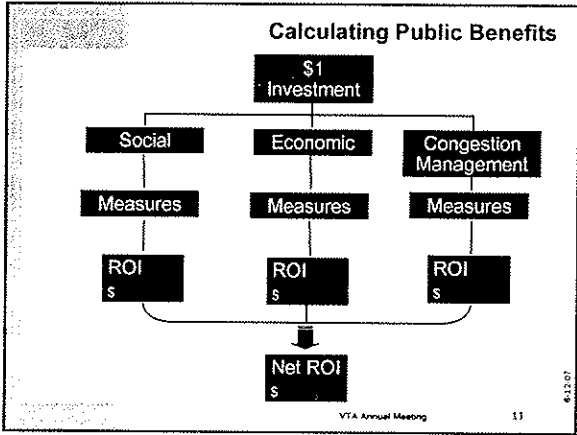 Calculating Public Benefits
$1
Investment
Social
Economic
Congestion
Management
Measures
Measures
Measures
ROI
$
ROI
$
ROI
$
Net ROI
$
VTA Annual Meeting
13
6-12-07